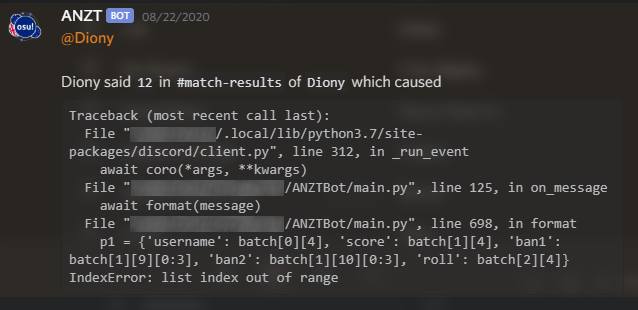 osu!
ANZT BOT 08/22/2020
@Diony
Diony said 12 in #match-results of Diony which caused
Traceback (most recent call last):
File "/.local/lib/python3.7/site-
packages/discord/client.py", line 312, in _run_event
await coro(*args, **kwargs)
File "/ANZTBot/main.py", line 125, in on_message
await format(message)
File "/ANZTBot/main.py", line 698, in format
p1 = {'username': batch[0][4], 'score': batch[1][4], 'ban1':
batch[1][9][0:3], 'ban2': batch[1][10][0:3], 'roll': batch[2][4]}
IndexError: list index out of range